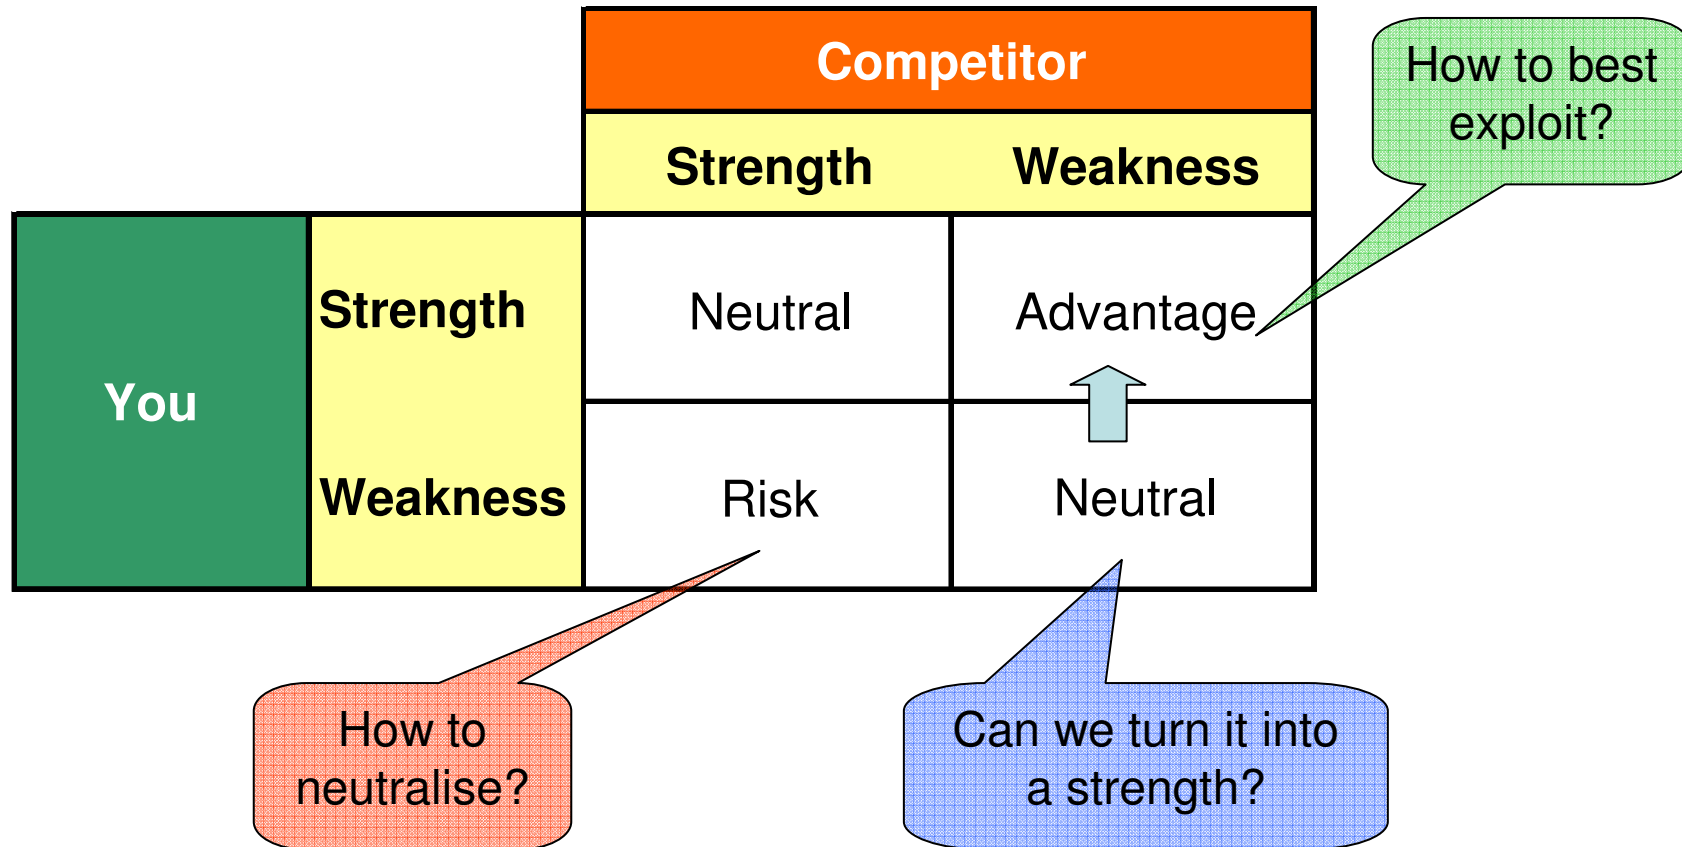 Competitor
How to best
exploit?
Strength Weakness
You
Strength Neutral Advantage
Weakness Risk Neutral
How to
neutralise?
Can we turn it into
a strength?